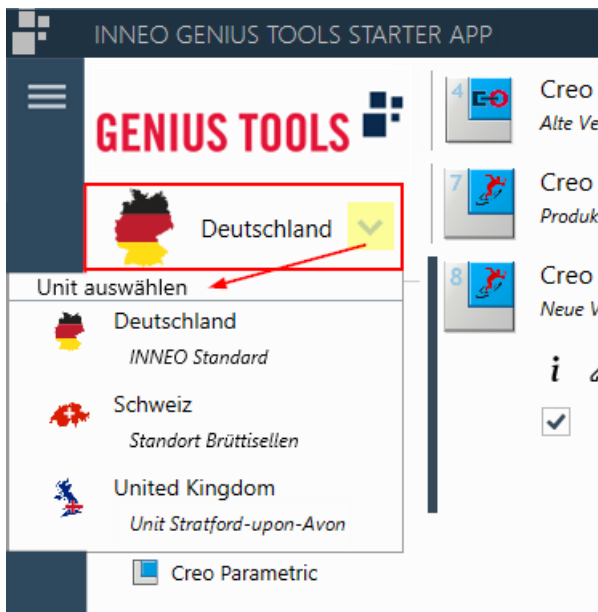 INNEO GENIUS TOOLS STARTER APP
GENIUS TOOLS
Deutschland
Unit auswählen
Deutschland
INNEO Standard
Schweiz
Standort Brüttisellen
United Kingdom
Unit Stratford-upon-Avon
Creo Parametric
4
Creo
Alte Ve
7
Creo
Produk
8
Creo
Neue V
i